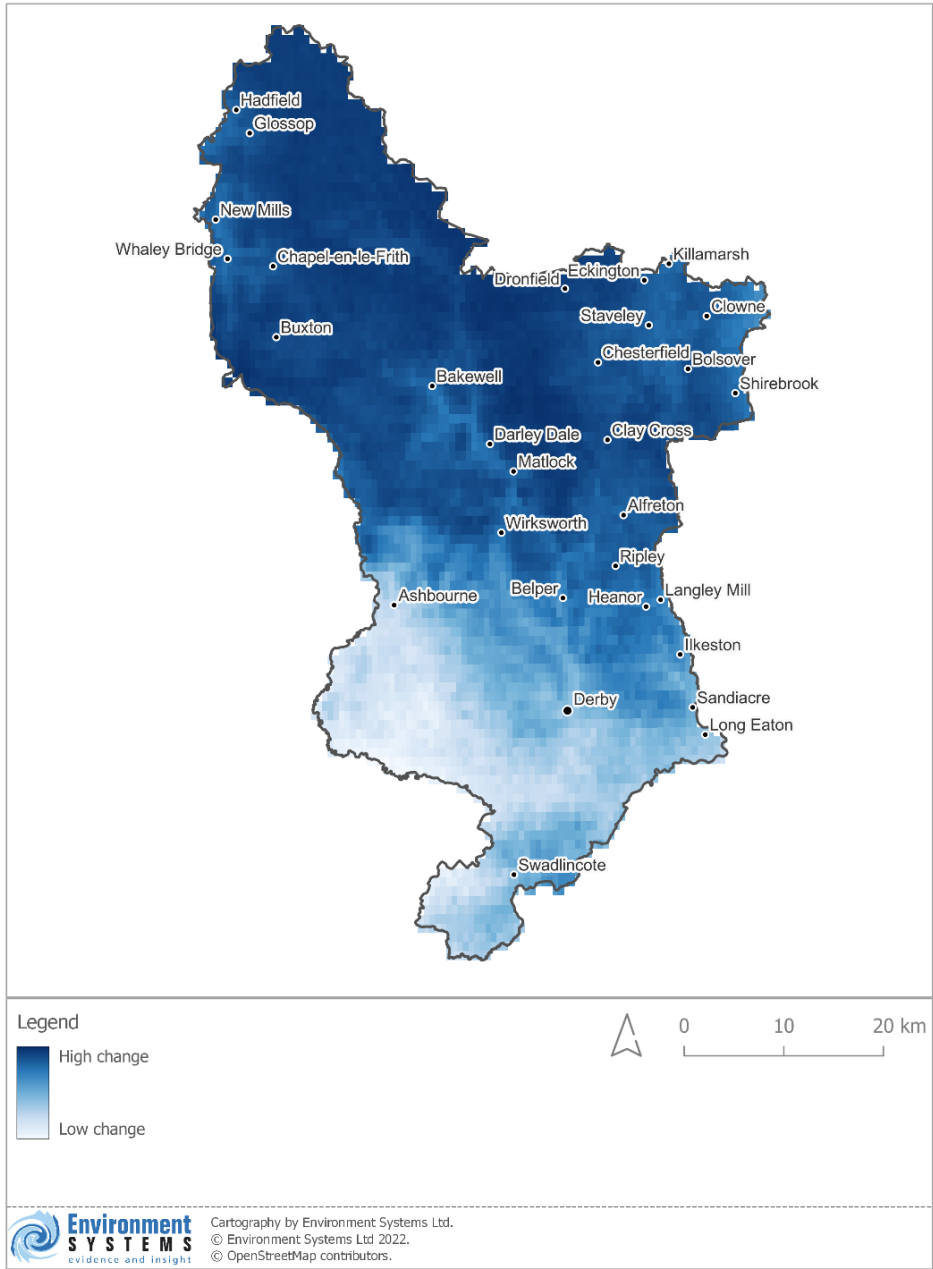 Hadfield
Glossop
New Mills
Whaley Bridge
Chapel-en-le-Frith
Killamarsh
Eckington
Dronfield
Clowne
Staveley
Buxton
Chesterfield
Bolsover
Bakewell
Shirebrook
Darley Dale
Clay Cross
Matlock
Alfreton
Wirksworth
Ripley
Ashbourne
Belper
Heanor
Langley Mill
Ilkeston
Derby
Sandiacre
Long Eaton
Swadlincote
Legend
High change
Low change
0 10 20 km
Environment
SYSTEMS
evidence and insight
Cartography by Environment Systems Ltd.
© Environment Systems Ltd 2022.
© OpenStreetMap contributors.